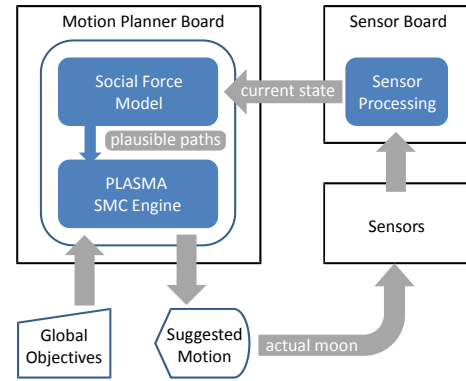 Motion Planner Board
Sensor Board
Social Force
Model
current state
Sensor
Processing
plausible paths
PLASMA
SMC Engine
Sensors
Global
Objectives
Suggested
Motion
actual moon